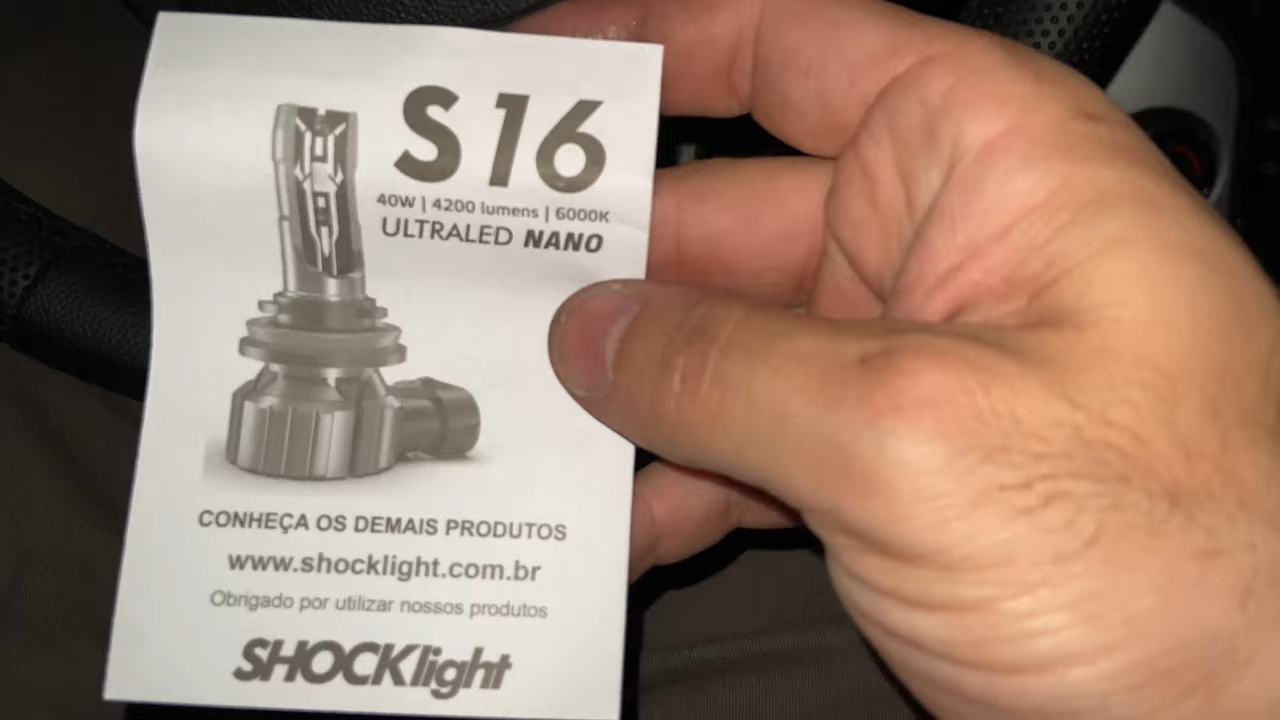 S16
40W | 4200 lumens | 6000K
ULTRALED NANO
CONHEÇA OS DEMAIS PRODUTOS
www.shocklight.com.br
Obrigado por utilizar nossos produtos
SHOCKlight